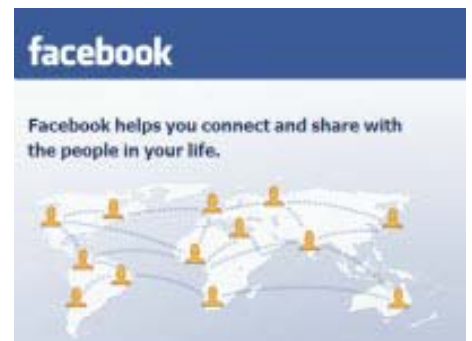 facebook
Facebook helps you connect and share with
the people in your life.